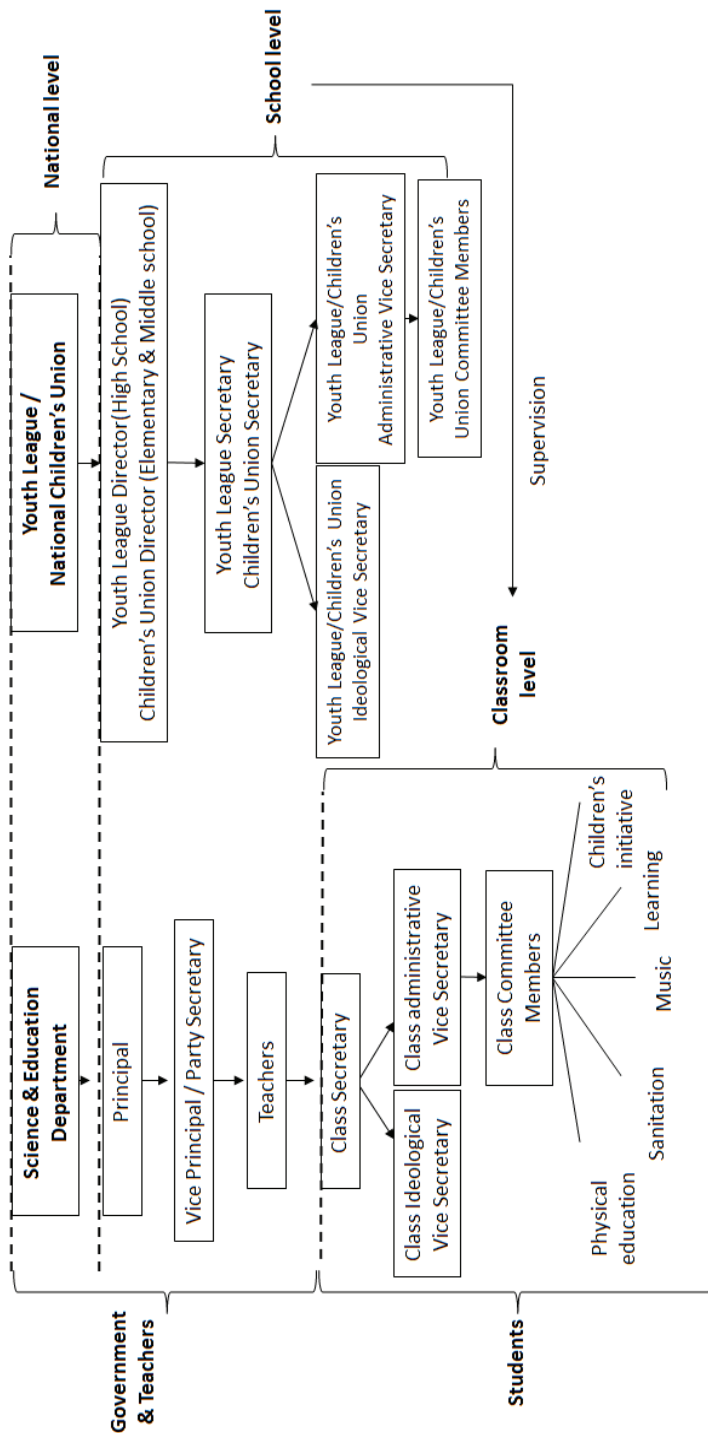 National level
Science & Education
Department
Youth League /
National Children's Union
Government
& Teachers
Principal
Vice Principal / Party Secretary
Teachers
Youth League Director(High School)
Children's Union Director (Elementary & Middle school)
Youth League Secretary
Children's Union Secretary
School level
Youth League/Children's Union
Ideological Vice Secretary
Youth League/Children's
Union
Administrative Vice Secretary
Youth League/Children's
Union Committee Members
Supervision
Classroom
level
Students
Class Secretary
Class Ideological
Vice Secretary
Class administrative
Vice Secretary
Class Committee
Members
Physical
education
Sanitation
Music
Learning
Children's
initiative